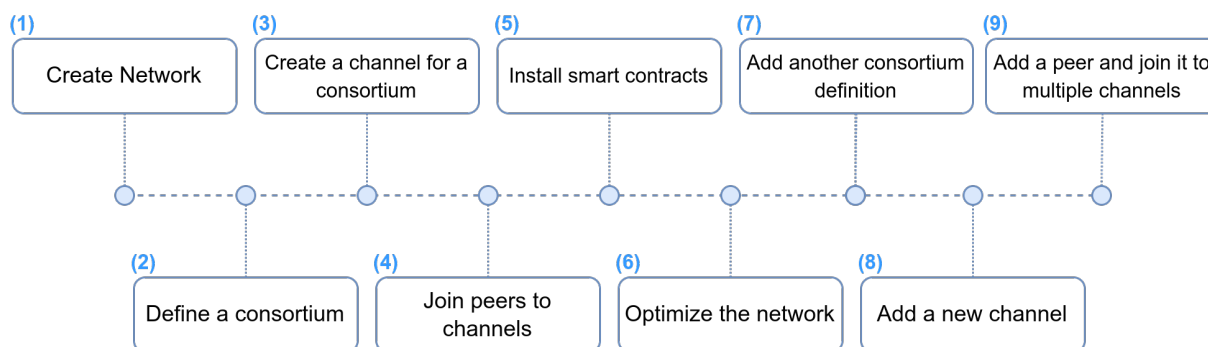 (1)
Create Network
(2)
Define a consortium
(3)
Create a channel for a
consortium
(4)
Join peers to
channels
(5)
Install smart contracts
(6)
Optimize the network
(7)
Add another consortium
definition
(8)
Add a new channel
(9)
Add a peer and join it to
multiple channels